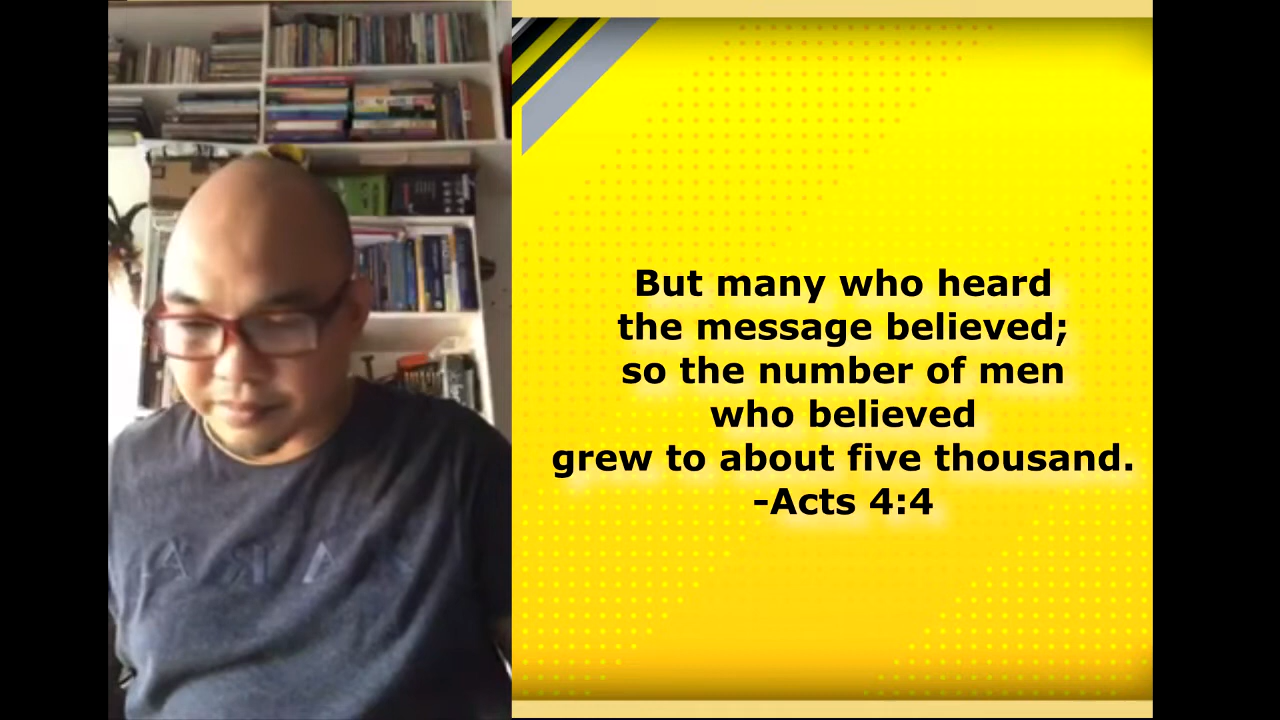 But many who heard
the message believed;
so the number of men
who believed
grew to about five thousand.
-Acts 4:4